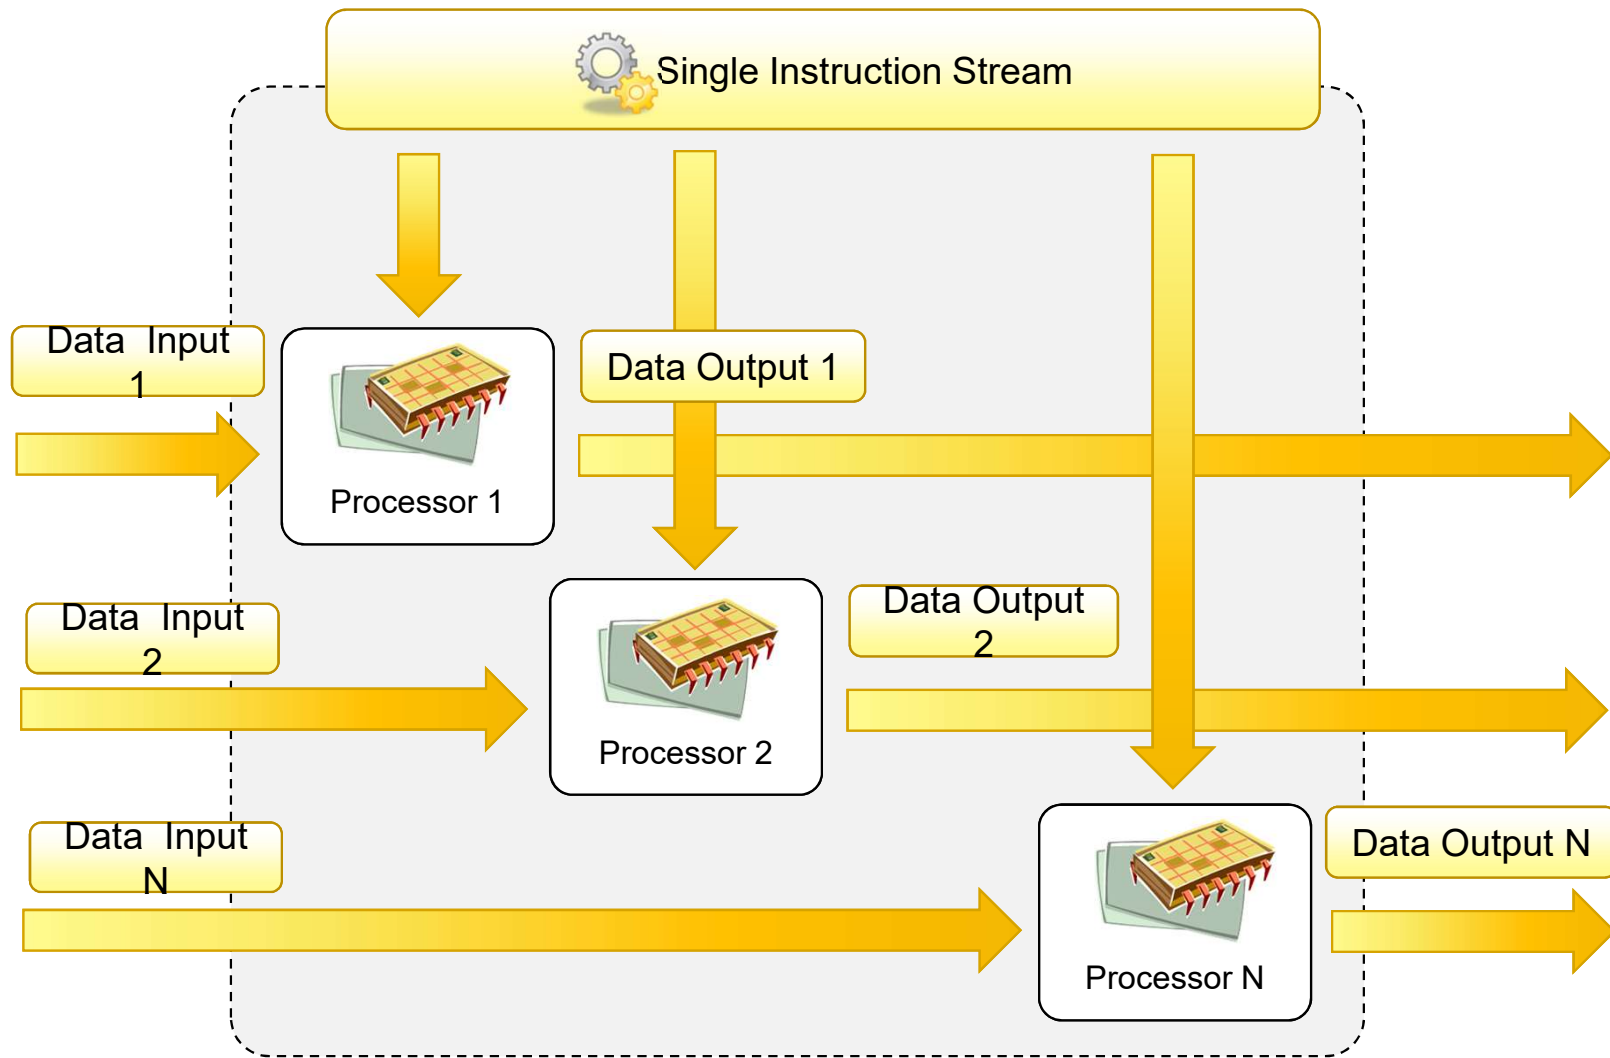 Single Instruction Stream
Data Input
1
Data Output 1
Processor 1
Data Input
2
Data Output
2
Processor 2
Data Input
N
Data Output N
Processor N